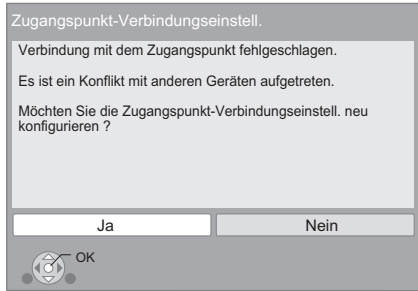 Zugangspunkt-Verbindungseinstell.
Verbindung mit dem Zugangspunkt fehlgeschlagen.
Es ist ein Konflikt mit anderen Geräten aufgetreten.
Möchten Sie die Zugangspunkt-Verbindungseinstell. neu
konfigurieren ?
Ja
Nein
OK